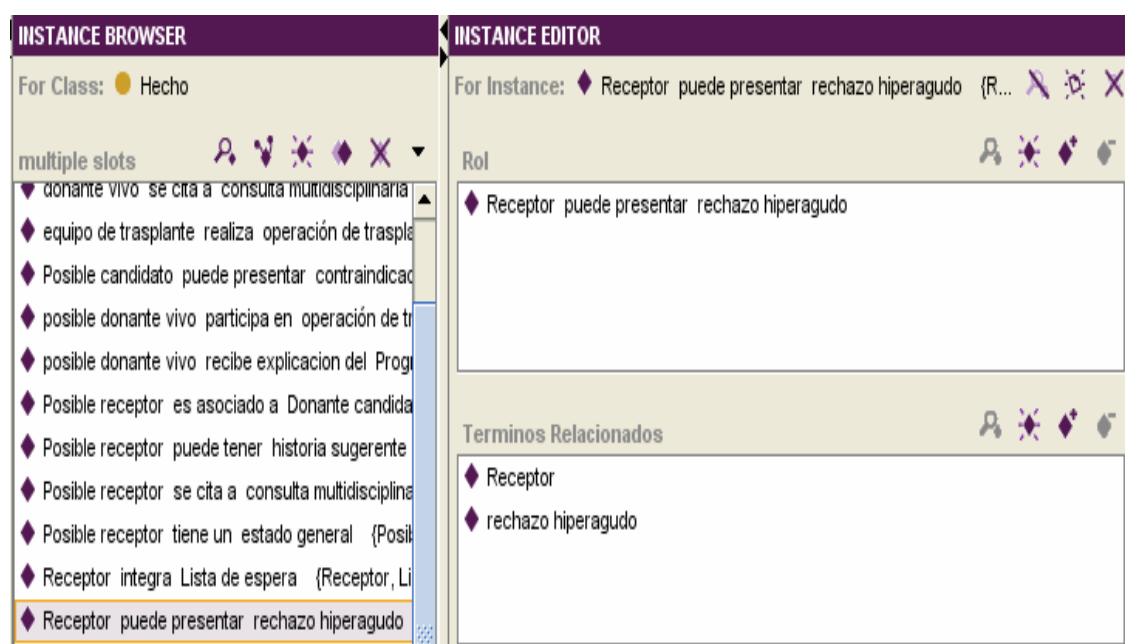 INSTANCE BROWSER
For Class: Hecho
multiple slots
donante vivo se cita a consulta multidisciplinaria
equipo de trasplante realiza operación de traspla
Posible candidato puede presentar contraindicac
posible donante vivo participa en operación de tr
posible donante vivo recibe explicacion del Progr
Posible receptor es asociado a Donante candida
Posible receptor puede tener historia sugerente
Posible receptor se cita a consulta multidisciplina
Posible receptor tiene un estado general {Posib
Receptor integra Lista de espera {Receptor, Li
Receptor puede presentar rechazo hiperagudo
INSTANCE EDITOR
For Instance: Receptor puede presentar rechazo hiperagudo {R...
Rol
Receptor puede presentar rechazo hiperagudo
Terminos Relacionados
Receptor
rechazo hiperagudo